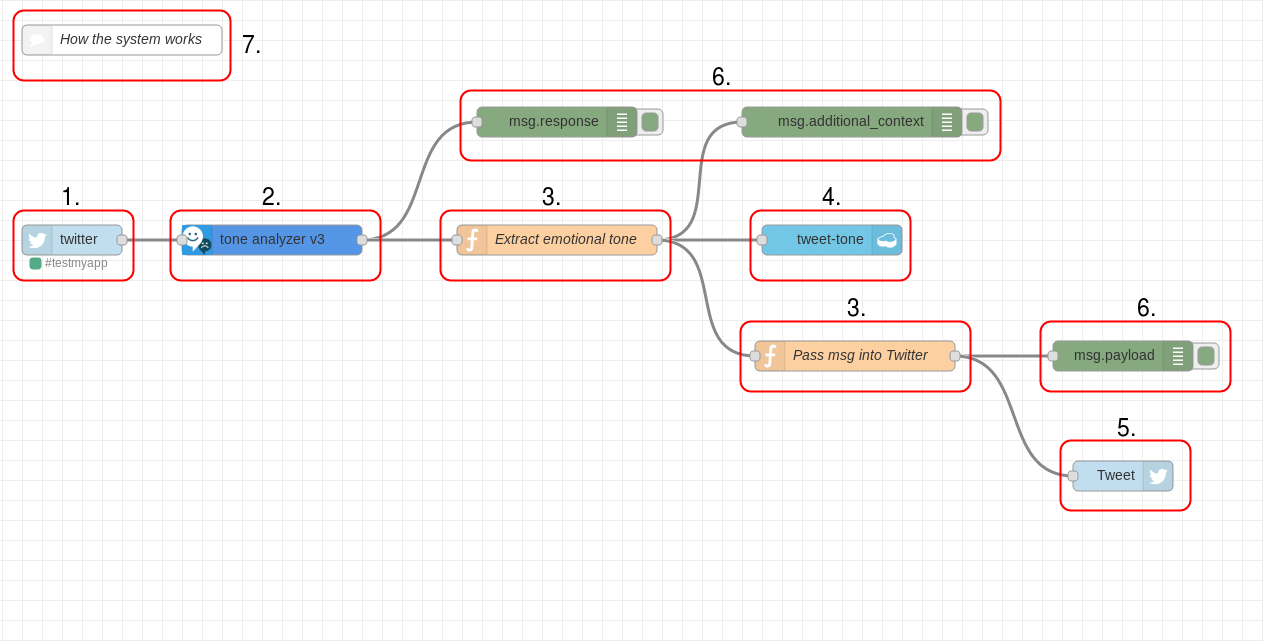 How the system works
7.
6.
msg.response
msg.additional_context
1.
2.
3.
4.
twitter
tone analyzer v3
Extract emotional tone
tweet-tone
#testmyapp
3.
6.
Pass msg into Twitter
msg.payload
5.
Tweet